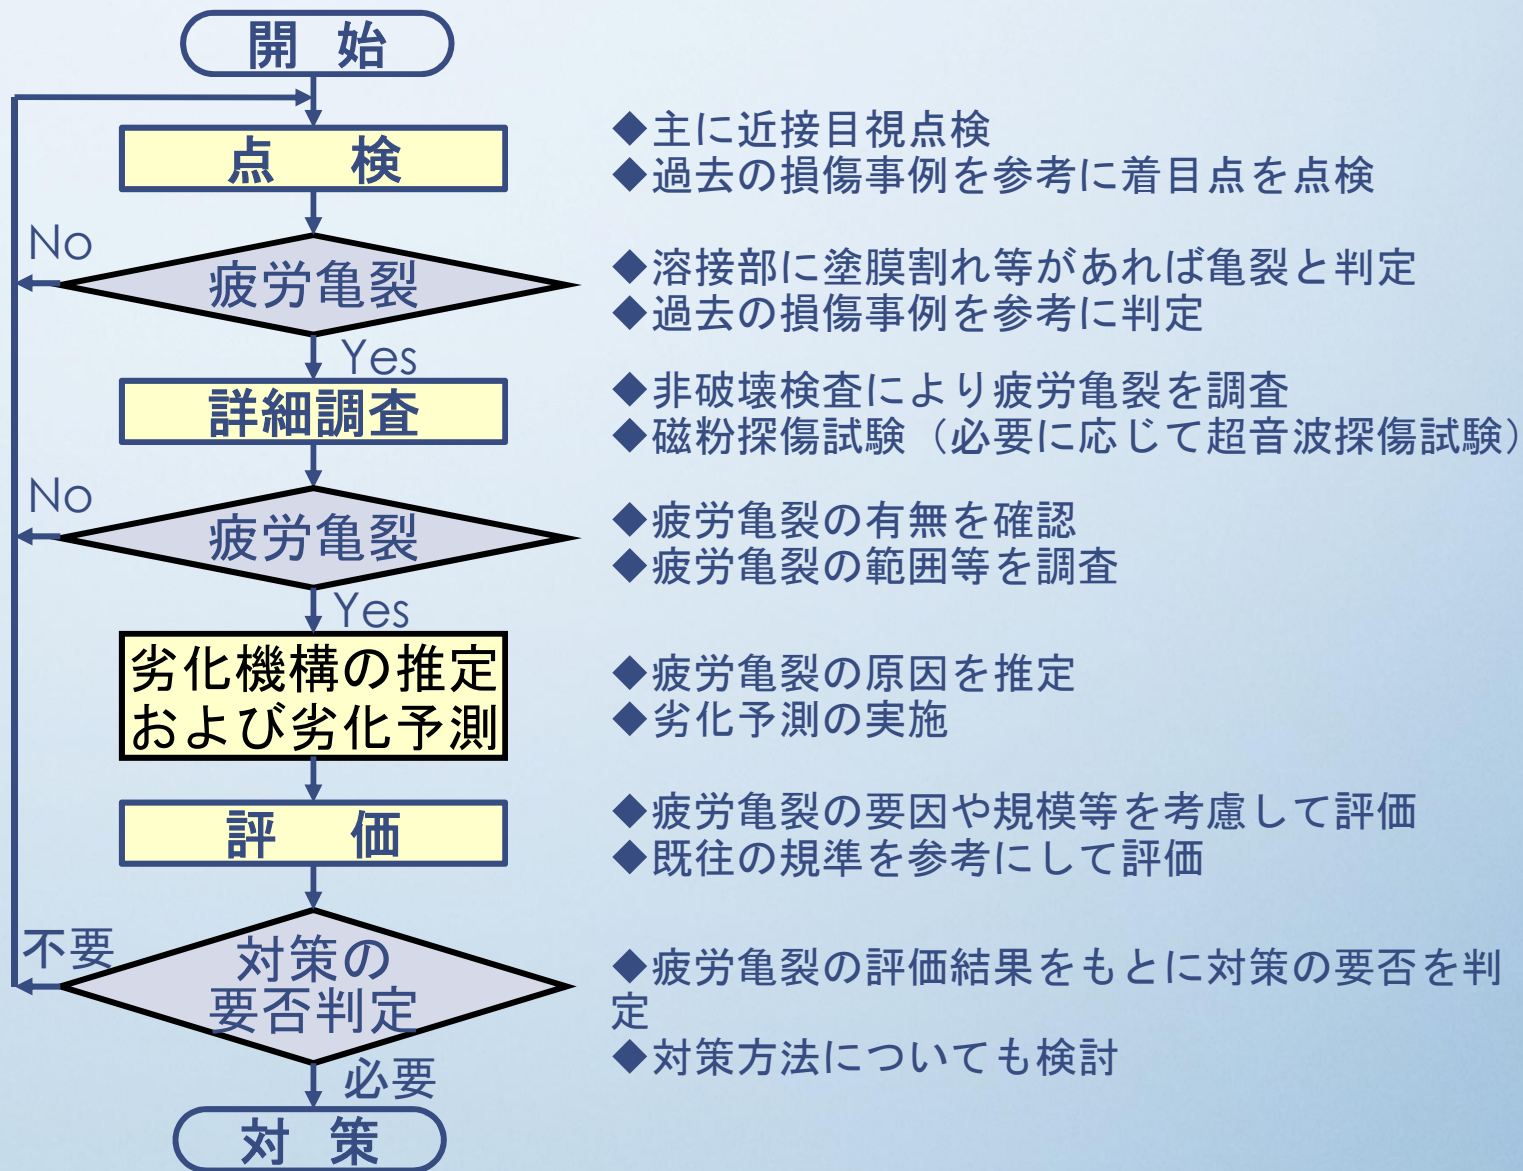 開 始
点 検
◆主に近接目視点検
◆過去の損傷事例を参考に着目点を点検
No
疲労亀裂
◆溶接部に塗膜割れ等があれば亀裂と判定
◆過去の損傷事例を参考に判定
Yes
詳細調査
◆非破壊検査により疲労亀裂を調査
◆磁粉探傷試験（必要に応じて超音波探傷試験）
No
疲労亀裂
◆疲労亀裂の有無を確認
◆疲労亀裂の範囲等を調査
Yes
劣化機構の推定
および劣化予測
◆疲労亀裂の原因を推定
◆劣化予測の実施
評 価
◆疲労亀裂の要因や規模等を考慮して評価
◆既往の規準を参考にして評価
不要
対策の
要否判定
◆疲労亀裂の評価結果をもとに対策の要否を判
定
◆対策方法についても検討
必要
対 策